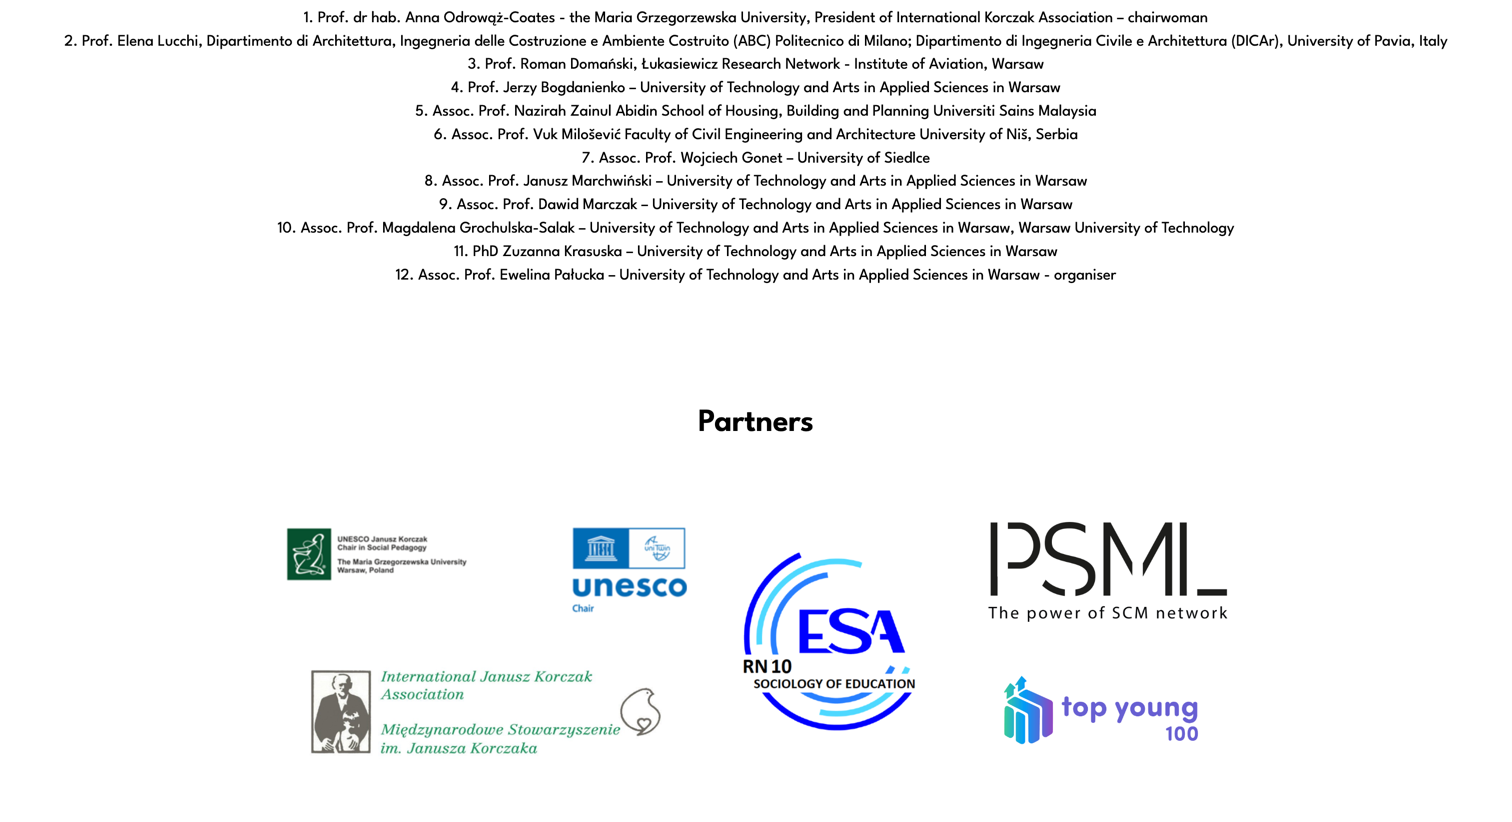 1. Prof. dr hab. Anna Odrowąż-Coates - the Maria Grzegorzewska University, President of International Korczak Association – chairwoman
2. Prof. Elena Lucchi, Dipartimento di Architettura, Ingegneria delle Costruzione e Ambiente Costruito (ABC) Politecnico di Milano; Dipartimento di Ingegneria Civile e Architettura (DICAr), University of Pavia, Italy
3. Prof. Roman Domański, Łukasiewicz Research Network - Institute of Aviation, Warsaw
4. Prof. Jerzy Bogdanienko – University of Technology and Arts in Applied Sciences in Warsaw
5. Assoc. Prof. Nazirah Zainul Abidin School of Housing, Building and Planning Universiti Sains Malaysia
6. Assoc. Prof. Vuk Milošević Faculty of Civil Engineering and Architecture University of Niš, Serbia
7. Assoc. Prof. Wojciech Gonet – University of Siedlce
8. Assoc. Prof. Janusz Marchwiński – University of Technology and Arts in Applied Sciences in Warsaw
9. Assoc. Prof. Dawid Marczak – University of Technology and Arts in Applied Sciences in Warsaw
10. Assoc. Prof. Magdalena Grochulska-Salak – University of Technology and Arts in Applied Sciences in Warsaw, Warsaw University of Technology
11. PhD Zuzanna Krasuska – University of Technology and Arts in Applied Sciences in Warsaw
12. Assoc. Prof. Ewelina Pałucka – University of Technology and Arts in Applied Sciences in Warsaw - organiser
Partners
UNESCO Janusz Korczak
Chair in Social Pedagogy
The Maria Grzegorzewska University
Warsaw, Poland
uni Twin
unesco
Chair
ESA
RN 10
SOCIOLOGY OF EDUCATION
PSML_
The power of SCM network
International Janusz Korczak
Association
Międzynarodowe Stowarzyszenie
im. Janusza Korczaka
top young
100